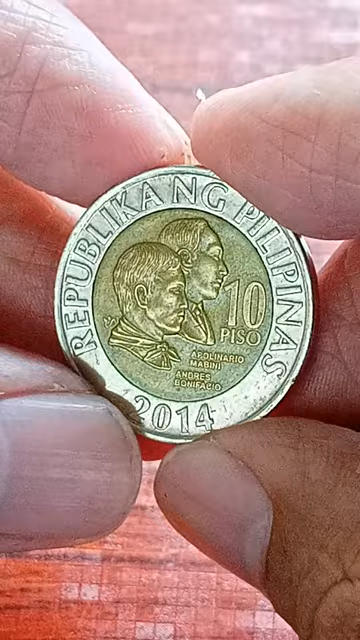 REPUBLIKA NG PILIPINAS
10
PISO
APOLINARIO
MABINI
ANDRES
BONIFACIO
2014